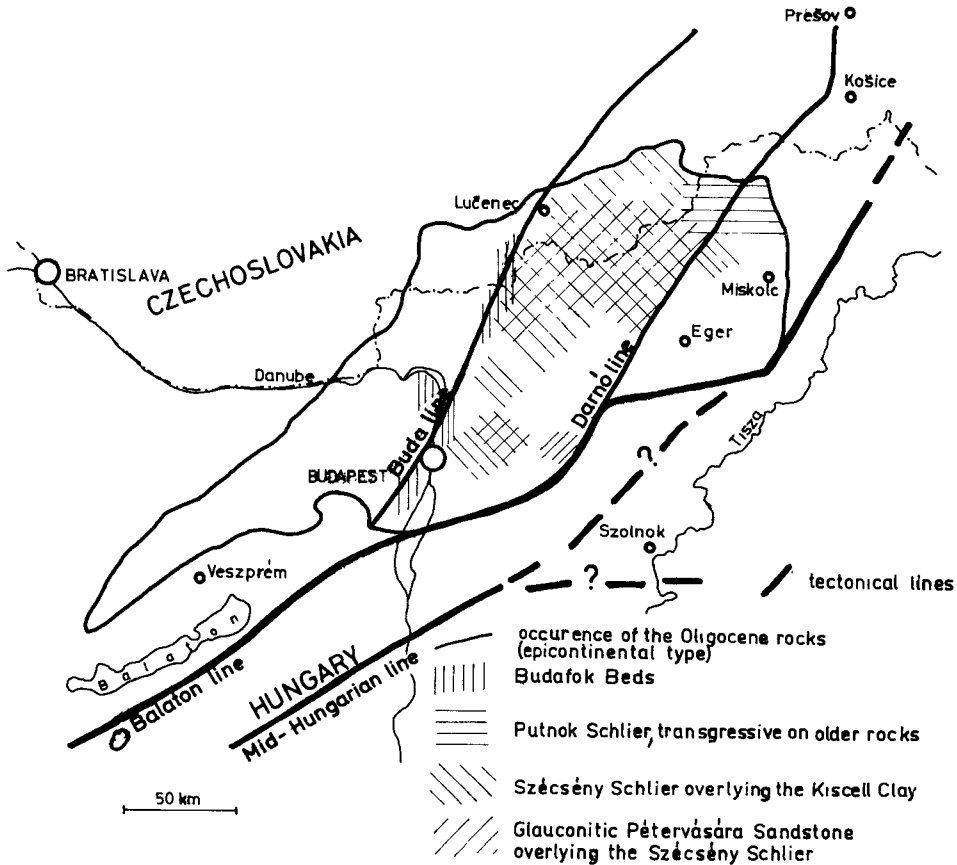 Préšov
Košice
Lučenec
BRATISLAVA
CZECHOSLOVAKIA
Miskolc
Eger
Danube
Buda line
Darnó line
Tisza
BUDAPEST
?
Szolnok
Veszprém
?
tectonical lines
Balaton
Balaton line
HUNGARY
Mid-Hungarian line
occurence of the Oligocene rocks
(epicontinental type)
Budafok Beds
Putnok Schlier, transgressive on older rocks
50 km
Szécsény Schlier overlying the Kiscell Clay
Glauconitic Pétervására Sandstone
overlying the Szécsény Schlier